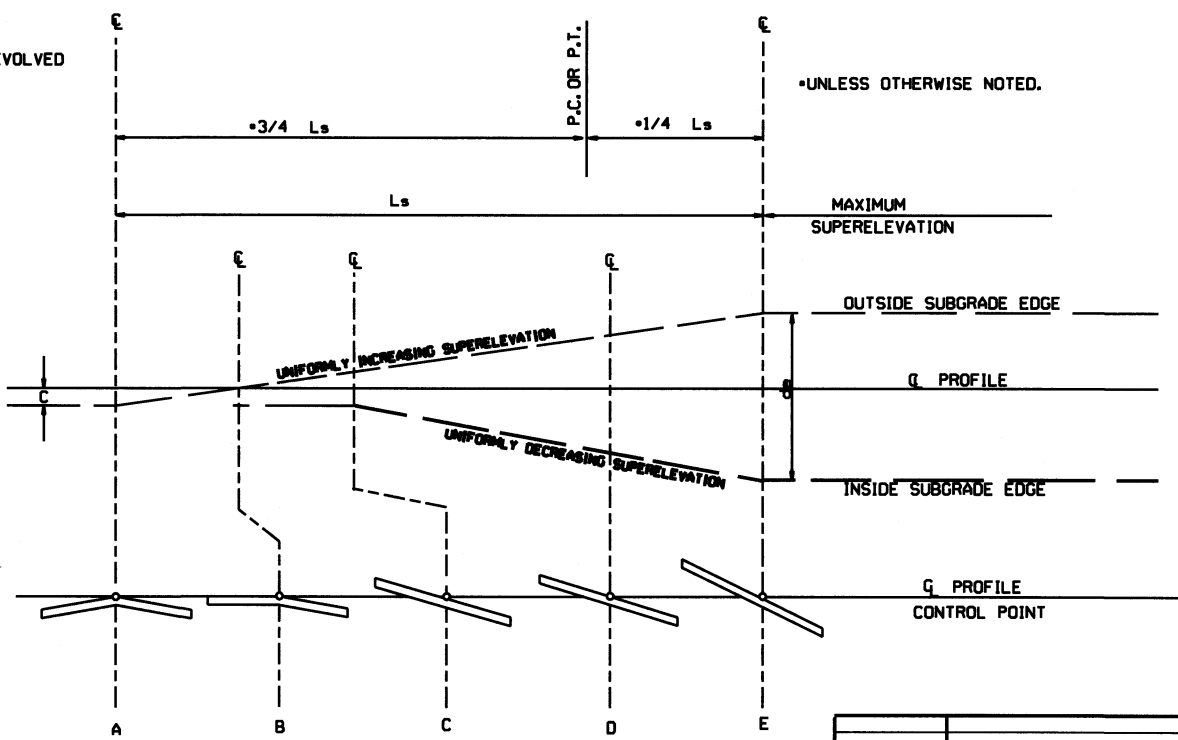 ℄
℄
EVOLVED
P.C. OR P.T.
*UNLESS OTHERWISE NOTED.
*3/4 Ls
*1/4 Ls
Ls
MAXIMUM
SUPERELEVATION
℄
℄
℄
OUTSIDE SUBGRADE EDGE
UNIFORMLY INCREASING SUPERELEVATION
℄ PROFILE
C
UNIFORMLY DECREASING SUPERELEVATION
INSIDE SUBGRADE EDGE
℄ PROFILE
CONTROL POINT
A
B
C
D
E